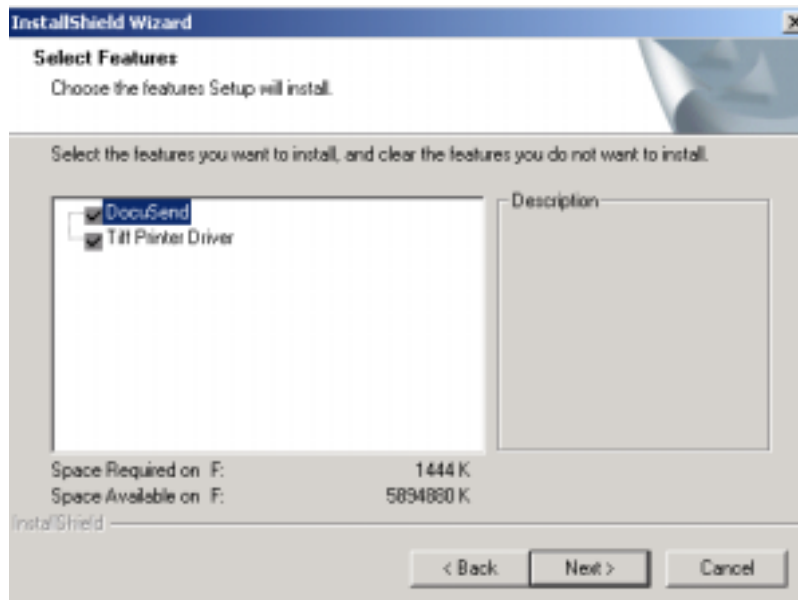 InstallShield Wizard
Select Features
Choose the features Setup will install.
Select the features you want to install, and clear the features you do not want to install.
DocuSend
Tiff Printer Driver
Description
Space Required on F: 1444 K
Space Available on F: 5894880 K
InstallShield
< Back Next > Cancel